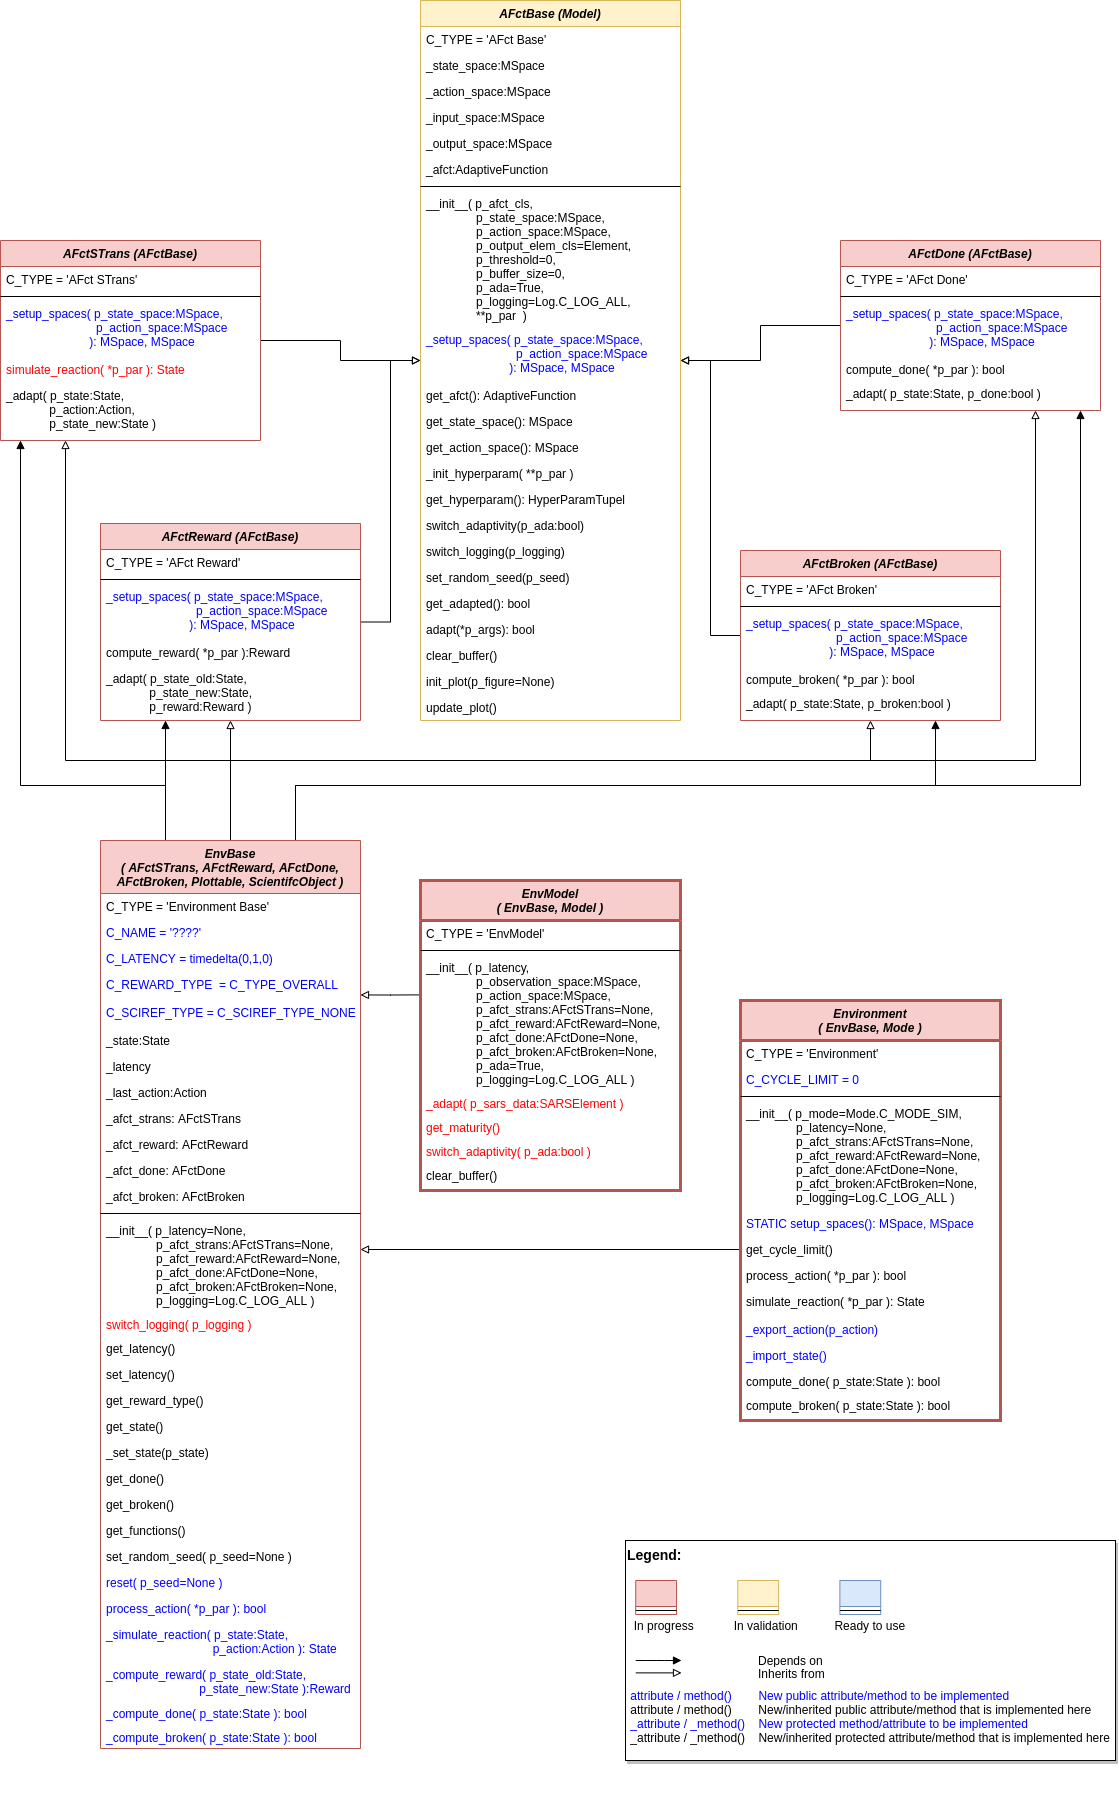 AFctBase (Model)
C_TYPE = 'AFct Base'
_state_space:MSpace
_action_space:MSpace
_input_space:MSpace
_output_space:MSpace
_afct:AdaptiveFunction
__init__( p_afct_cls,
p_state_space:MSpace,
p_action_space:MSpace,
p_output_elem_cls=Element,
p_threshold=0,
p_buffer_size=0,
p_ada=True,
p_logging=Log.C_LOG_ALL,
**p_par )
_setup_spaces( p_state_space:MSpace,
p_action_space:MSpace
): MSpace, MSpace
get_afct(): AdaptiveFunction
get_state_space(): MSpace
get_action_space(): MSpace
_init_hyperparam( **p_par )
get_hyperparam(): HyperParamTupel
switch_adaptivity(p_ada:bool)
switch_logging(p_logging)
set_random_seed(p_seed)
get_adapted(): bool
adapt(*p_args): bool
clear_buffer()
init_plot(p_figure=None)
update_plot()
AFctSTrans (AFctBase)
C_TYPE = 'AFct STrans'
_setup_spaces( p_state_space:MSpace,
p_action_space:MSpace
): MSpace, MSpace
simulate_reaction( *p_par ): State
_adapt( p_state:State,
p_action:Action,
p_state_new:State )
AFctDone (AFctBase)
C_TYPE = 'AFct Done'
_setup_spaces( p_state_space:MSpace,
p_action_space:MSpace
): MSpace, MSpace
compute_done( *p_par ): bool
_adapt( p_state:State, p_done:bool )
AFctReward (AFctBase)
C_TYPE = 'AFct Reward'
_setup_spaces( p_state_space:MSpace,
p_action_space:MSpace
): MSpace, MSpace
compute_reward( *p_par ):Reward
_adapt( p_state_old:State,
p_state_new:State,
p_reward:Reward )
AFctBroken (AFctBase)
C_TYPE = 'AFct Broken'
_setup_spaces( p_state_space:MSpace,
p_action_space:MSpace
): MSpace, MSpace
compute_broken( *p_par ): bool
_adapt( p_state:State, p_broken:bool )
EnvBase
( AFctSTrans, AFctReward, AFctDone,
AFctBroken, Plottable, ScientifcObject )
C_TYPE = 'Environment Base'
C_NAME = '????'
C_LATENCY = timedelta(0,1,0)
C_REWARD_TYPE = C_TYPE_OVERALL
C_SCIREF_TYPE = C_SCIREF_TYPE_NONE
_state:State
_latency
_last_action:Action
_afct_strans: AFctSTrans
_afct_reward: AFctReward
_afct_done: AFctDone
_afct_broken: AFctBroken
__init__( p_latency=None,
p_afct_strans:AFctSTrans=None,
p_afct_reward:AFctReward=None,
p_afct_done:AFctDone=None,
p_afct_broken:AFctBroken=None,
p_logging=Log.C_LOG_ALL )
switch_logging( p_logging )
get_latency()
set_latency()
get_reward_type()
get_state()
_set_state(p_state)
get_done()
get_broken()
get_functions()
set_random_seed( p_seed=None )
reset( p_seed=None )
process_action( *p_par ): bool
_simulate_reaction( p_state:State,
p_action:Action ): State
_compute_reward( p_state_old:State,
p_state_new:State ):Reward
_compute_done( p_state:State ): bool
_compute_broken( p_state:State ): bool
EnvModel
( EnvBase, Model )
C_TYPE = 'EnvModel'
__init__( p_latency,
p_observation_space:MSpace,
p_action_space:MSpace,
p_afct_strans:AFctSTrans=None,
p_afct_reward:AFctReward=None,
p_afct_done:AFctDone=None,
p_afct_broken:AFctBroken=None,
p_ada=True,
p_logging=Log.C_LOG_ALL )
_adapt( p_sars_data:SARSElement )
get_maturity()
switch_adaptivity( p_ada:bool )
clear_buffer()
Environment
( EnvBase, Mode )
C_TYPE = 'Environment'
C_CYCLE_LIMIT = 0
__init__( p_mode=Mode.C_MODE_SIM,
p_latency=None,
p_afct_strans:AFctSTrans=None,
p_afct_reward:AFctReward=None,
p_afct_done:AFctDone=None,
p_afct_broken:AFctBroken=None,
p_logging=Log.C_LOG_ALL )
STATIC setup_spaces(): MSpace, MSpace
get_cycle_limit()
process_action( *p_par ): bool
simulate_reaction( *p_par ): State
_export_action(p_action)
_import_state()
compute_done( p_state:State ): bool
compute_broken( p_state:State ): bool
Legend:
In progress In validation Ready to use
Depends on
Inherits from
attribute / method() New public attribute/method to be implemented
attribute / method() New/inherited public attribute/method that is implemented here
_attribute / _method() New protected method/attribute to be implemented
_attribute / _method() New/inherited protected attribute/method that is implemented here